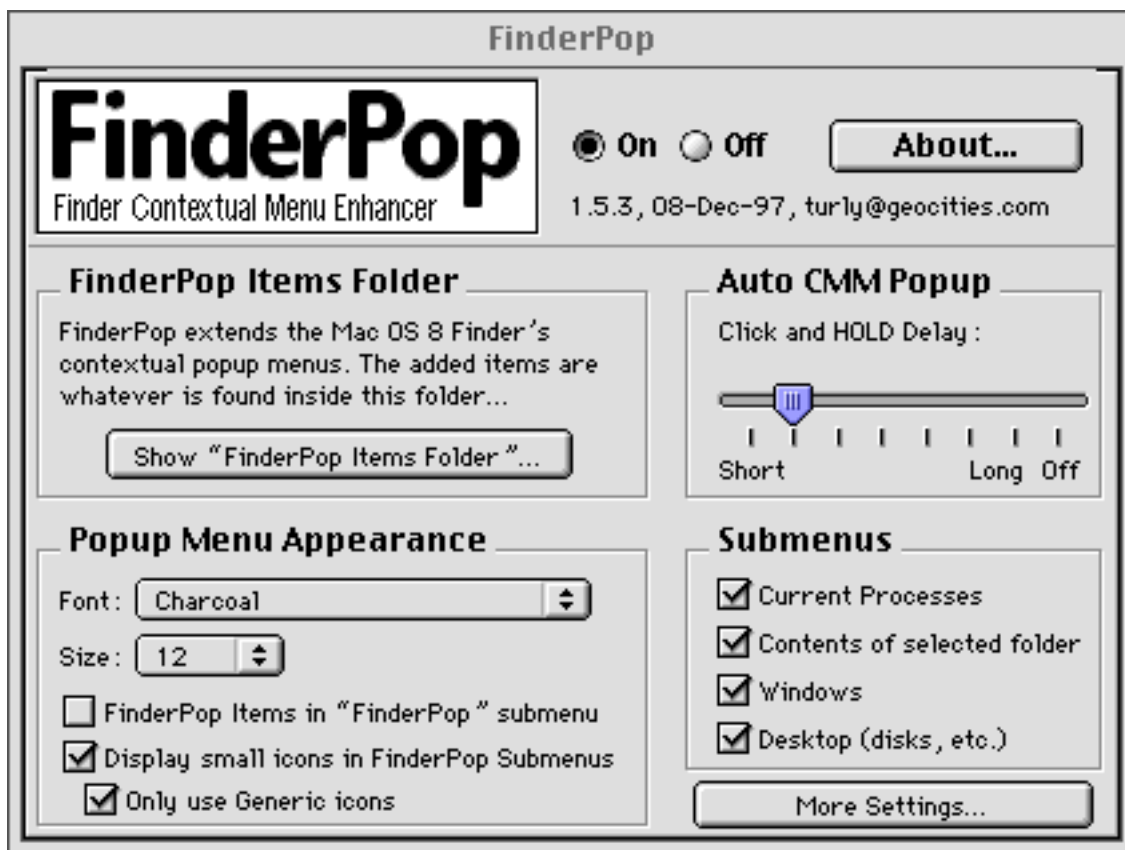 FinderPop
FinderPop
Finder Contextual Menu Enhancer
On Off About...
1.5.3, 08-Dec-97, turly@geocities.com
FinderPop Items Folder
FinderPop extends the Mac OS 8 Finder's
contextual popup menus. The added items are
whatever is found inside this folder...
Show "FinderPop Items Folder"...
Auto CMM Popup
Click and HOLD Delay:
Short Long Off
Popup Menu Appearance
Font: Charcoal
Size: 12
FinderPop Items in "FinderPop" submenu
Display small icons in FinderPop Submenus
Only use Generic icons
Submenus
Current Processes
Contents of selected folder
Windows
Desktop (disks, etc.)
More Settings...